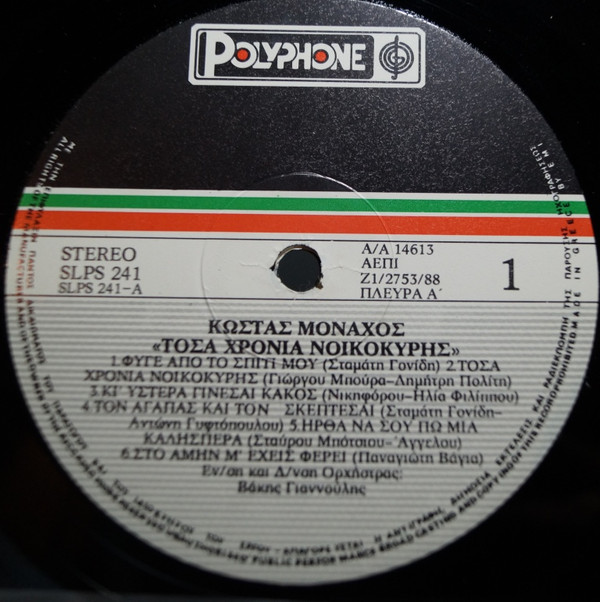 POLYPHONE
STEREO
SLPS 241
SLPS 241-A
A/A 14613
ΑΕΠΙ
Z1/2753/88
ΠΛΕΥΡΑ Α΄
1
ΚΩΣΤΑΣ ΜΟΝΑΧΟΣ
«ΤΟΣΑ ΧΡΟΝΙΑ ΝΟΙΚΟΚΥΡΗΣ»
1.ΦΥΓΕ ΑΠΟ ΤΟ ΣΠΙΤΙ ΜΟΥ (Σταμάτη Γονίδη) 2.ΤΟΣΑ
ΧΡΟΝΙΑ ΝΟΙΚΟΚΥΡΗΣ (Γιώργου Μπούρα-Δημήτρη Πολίτη)
3.ΚΙ' ΥΣΤΕΡΑ ΓΙΝΕΣΑΙ ΚΑΚΟΣ (Νικηφόρου-Ηλία Φιλίππου)
4.ΤΟΝ ΑΓΑΠΑΣ ΚΑΙ ΤΟΝ ΣΚΕΠΤΕΣΑΙ (Σταμάτη Γονίδη-
Αντώνη Γυφτόπουλου) 5.ΗΡΘΑ ΝΑ ΣΟΥ ΠΩ ΜΙΑ
ΚΑΛΗΣΠΕΡΑ (Σταύρου Μπότσιου-Άγγελου)
6.ΣΤΟ ΑΜΗΝ Μ' ΕΧΕΙΣ ΦΕΡΕΙ (Παναγιώτη Βάγια)
Εν/ση και Δ/νση Ορχήστρας:
Βάκης Γιαννούλης